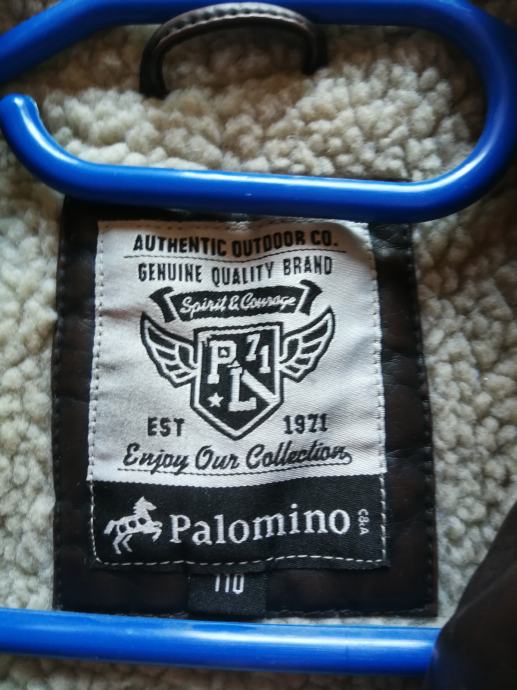 AUTHENTIC OUTDOOR CO.
GENUINE QUALITY BRAND
Spirit & Courage
P 71
L
EST 1971
Enjoy Our Collection
Palomino C&A
110